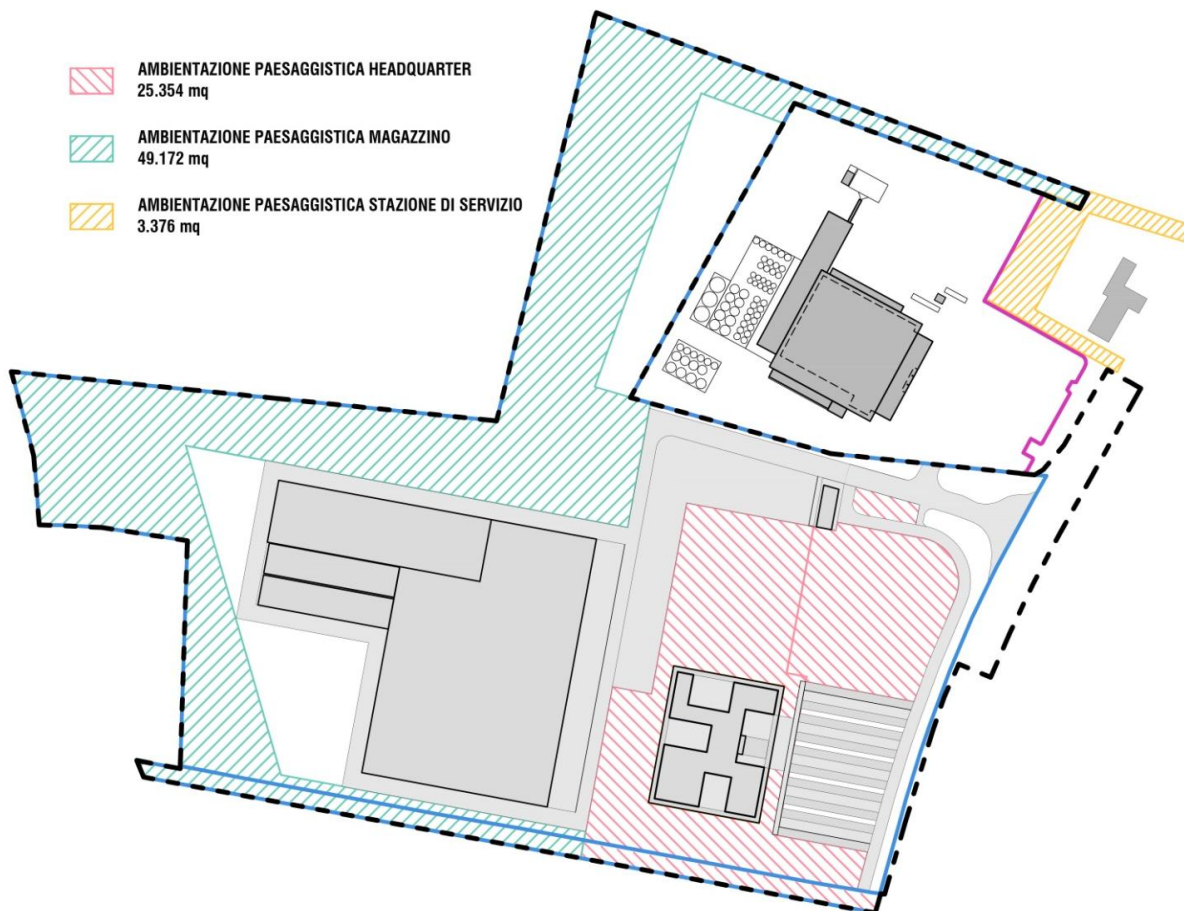 AMBIENTAZIONE PAESAGGISTICA HEADQUARTER
25.354 mq
AMBIENTAZIONE PAESAGGISTICA MAGAZZINO
49.172 mq
AMBIENTAZIONE PAESAGGISTICA STAZIONE DI SERVIZIO
3.376 mq